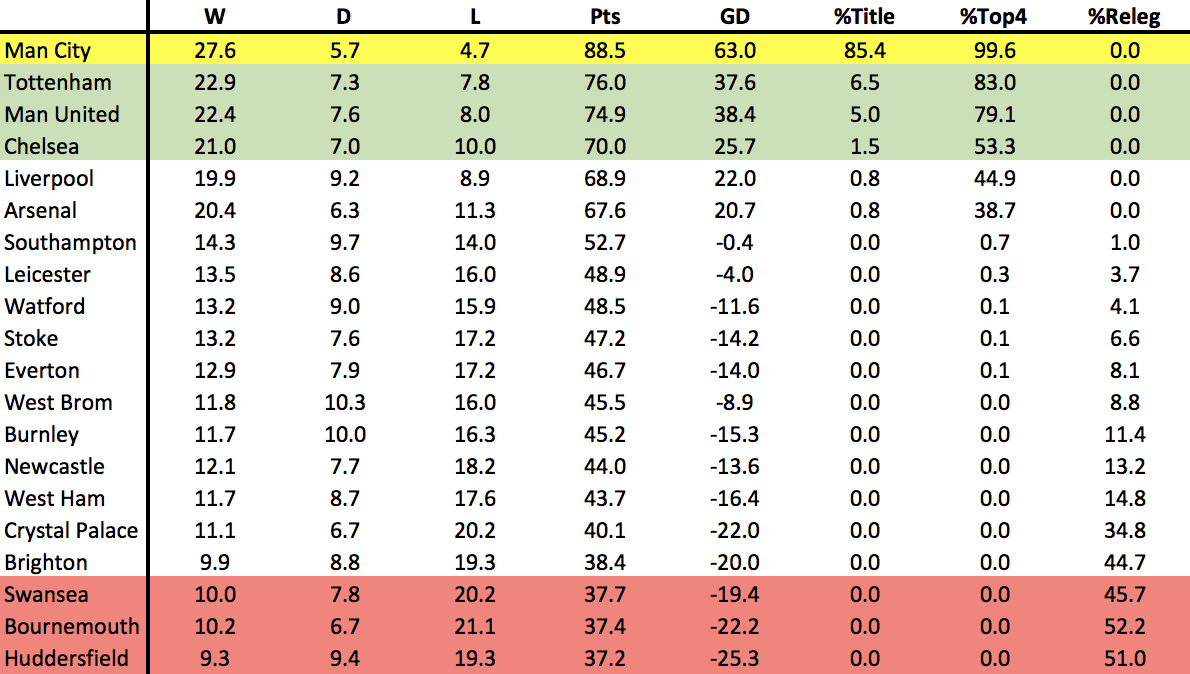 W D L Pts GD %Title %Top4 %Releg
Man City 27.6 5.7 4.7 88.5 63.0 85.4 99.6 0.0
Tottenham 22.9 7.3 7.8 76.0 37.6 6.5 83.0 0.0
Man United 22.4 7.6 8.0 74.9 38.4 5.0 79.1 0.0
Chelsea 21.0 7.0 10.0 70.0 25.7 1.5 53.3 0.0
Liverpool 19.9 9.2 8.9 68.9 22.0 0.8 44.9 0.0
Arsenal 20.4 6.3 11.3 67.6 20.7 0.8 38.7 0.0
Southampton 14.3 9.7 14.0 52.7 -0.4 0.0 0.7 1.0
Leicester 13.5 8.6 16.0 48.9 -4.0 0.0 0.3 3.7
Watford 13.2 9.0 15.9 48.5 -11.6 0.0 0.1 4.1
Stoke 13.2 7.6 17.2 47.2 -14.2 0.0 0.1 6.6
Everton 12.9 7.9 17.2 46.7 -14.0 0.0 0.1 8.1
West Brom 11.8 10.3 16.0 45.5 -8.9 0.0 0.0 8.8
Burnley 11.7 10.0 16.3 45.2 -15.3 0.0 0.0 11.4
Newcastle 12.1 7.7 18.2 44.0 -13.6 0.0 0.0 13.2
West Ham 11.7 8.7 17.6 43.7 -16.4 0.0 0.0 14.8
Crystal Palace 11.1 6.7 20.2 40.1 -22.0 0.0 0.0 34.8
Brighton 9.9 8.8 19.3 38.4 -20.0 0.0 0.0 44.7
Swansea 10.0 7.8 20.2 37.7 -19.4 0.0 0.0 45.7
Bournemouth 10.2 6.7 21.1 37.4 -22.2 0.0 0.0 52.2
Huddersfield 9.3 9.4 19.3 37.2 -25.3 0.0 0.0 51.0